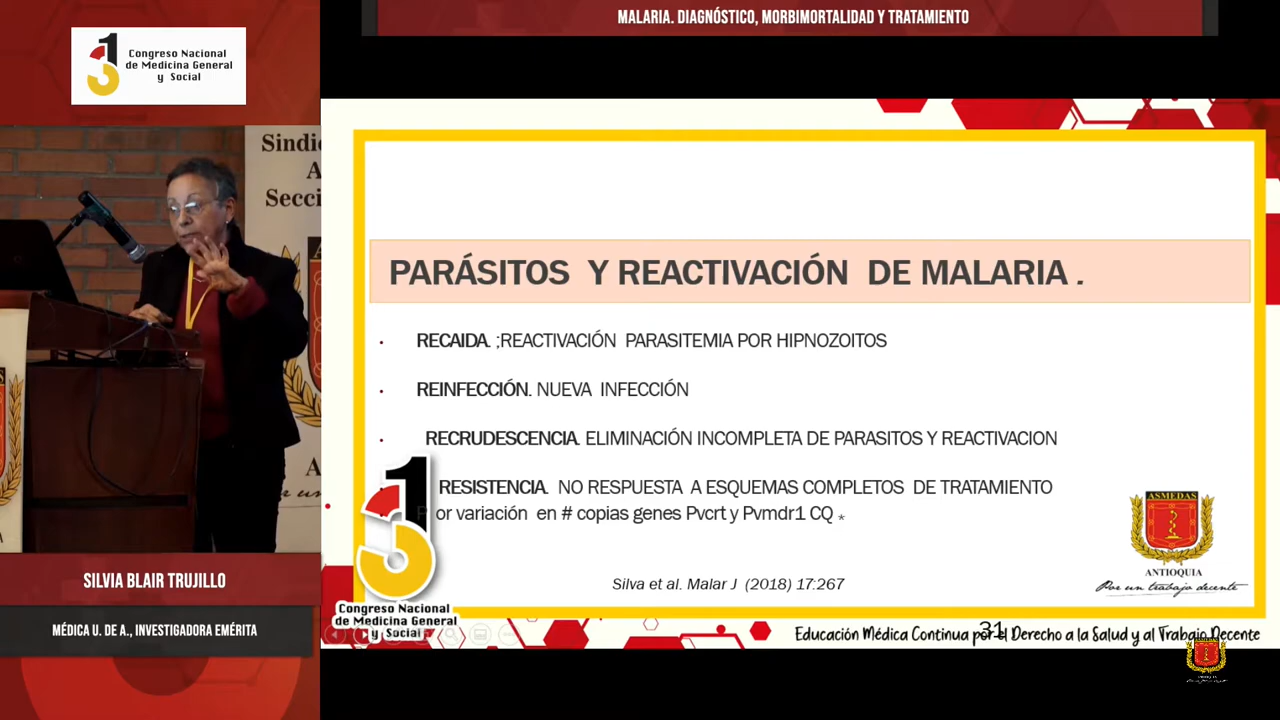 MALARIA. DIAGNÓSTICO, MORBIMORTALIDAD Y TRATAMIENTO
31
Congreso Nacional
de Medicina General
y Social
Sindic
A
Secci
A
PARÁSITOS Y REACTIVACIÓN DE MALARIA .
• RECAIDA. ;REACTIVACIÓN PARASITEMIA POR HIPNOZOITOS
• REINFECCIÓN. NUEVA INFECCIÓN
• RECRUDESCENCIA. ELIMINACIÓN INCOMPLETA DE PARASITOS Y REACTIVACION
RESISTENCIA. NO RESPUESTA A ESQUEMAS COMPLETOS DE TRATAMIENTO
P or variación en # copias genes Pvcrt y Pvmdr1 CQ *
Silva et al. Malar J (2018) 17:267
ASMEDAS
ANTIOQUIA
Por un trabajo decente
31
Congreso Nacional
de Medicina General
y Social
31
Educación Médica Continua por el Derecho a la Salud y al Trabajo Decente
SILVIA BLAIR TRUJILLO
MÉDICA U. DE A., INVESTIGADORA EMÉRITA